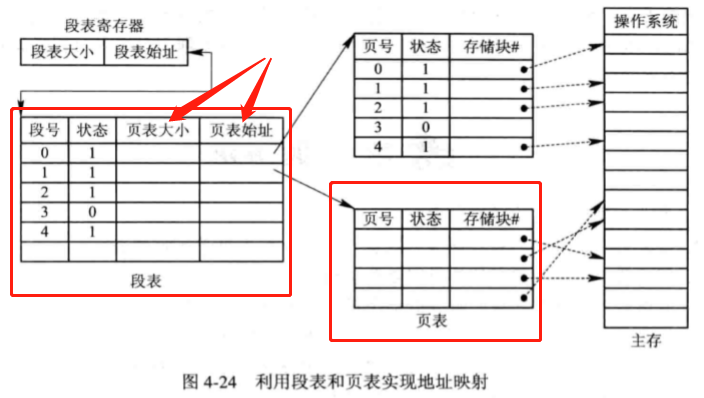 段表寄存器
段表大小 段表始址
段号 状态 页表大小 页表始址
0 1
1 1
2 1
3 0
4 1
段表
页号 状态 存储块#
0 1
1 1
2 1
3 0
4 1
页号 状态 存储块#
页表
操作系统
主存
图 4-24 利用段表和页表实现地址映射